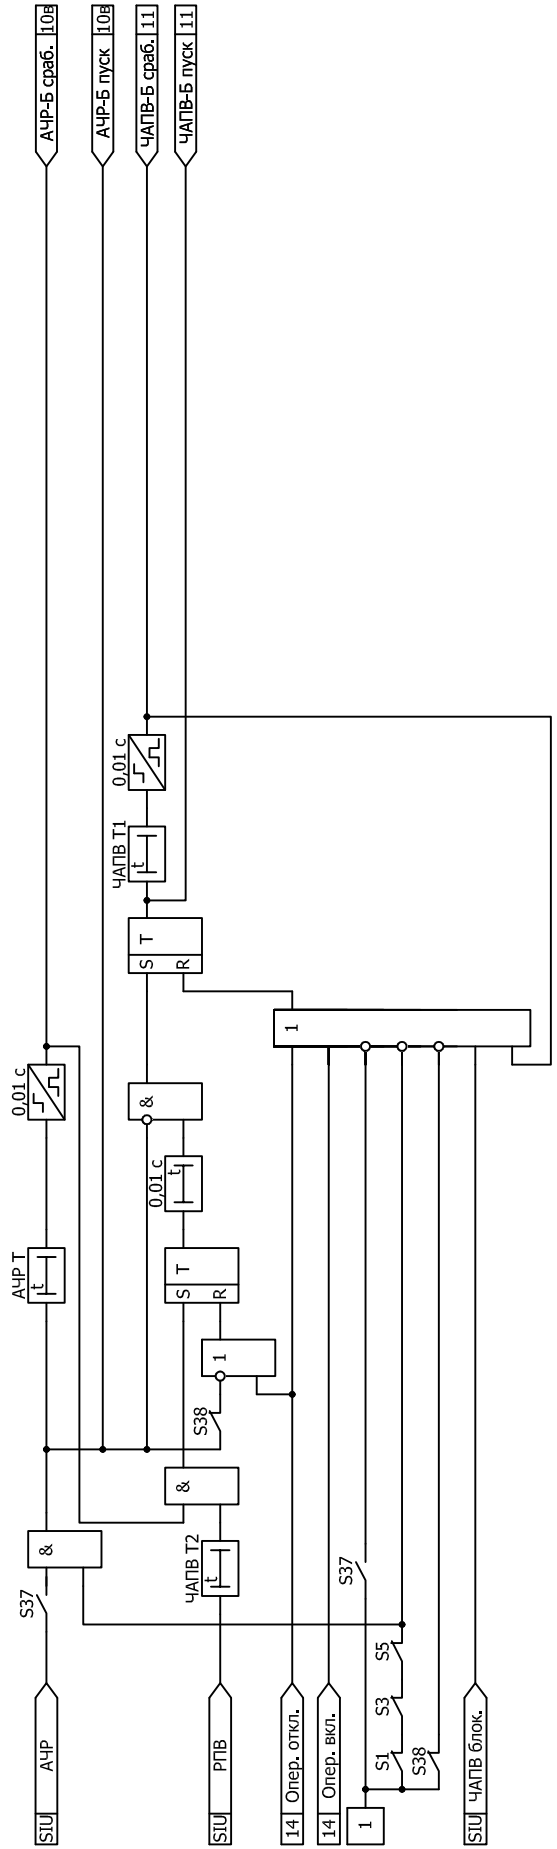 SIU АЧР
S37
&
АЧР Т
t
0,01 с
АЧР-Б сраб. 10в
АЧР-Б пуск 10в
ЧАПВ-Б сраб. 11
ЧАПВ-Б пуск 11
SIU РПВ
ЧАПВ Т2
t
&
S38
1
S T
R
0,01 с
t
&
S T
R
ЧАПВ Т1
t
0,01 с
14 Опер. откл.
14 Опер. вкл.
1
1
S37
S1
S3
S5
S38
SIU ЧАПВ блок.